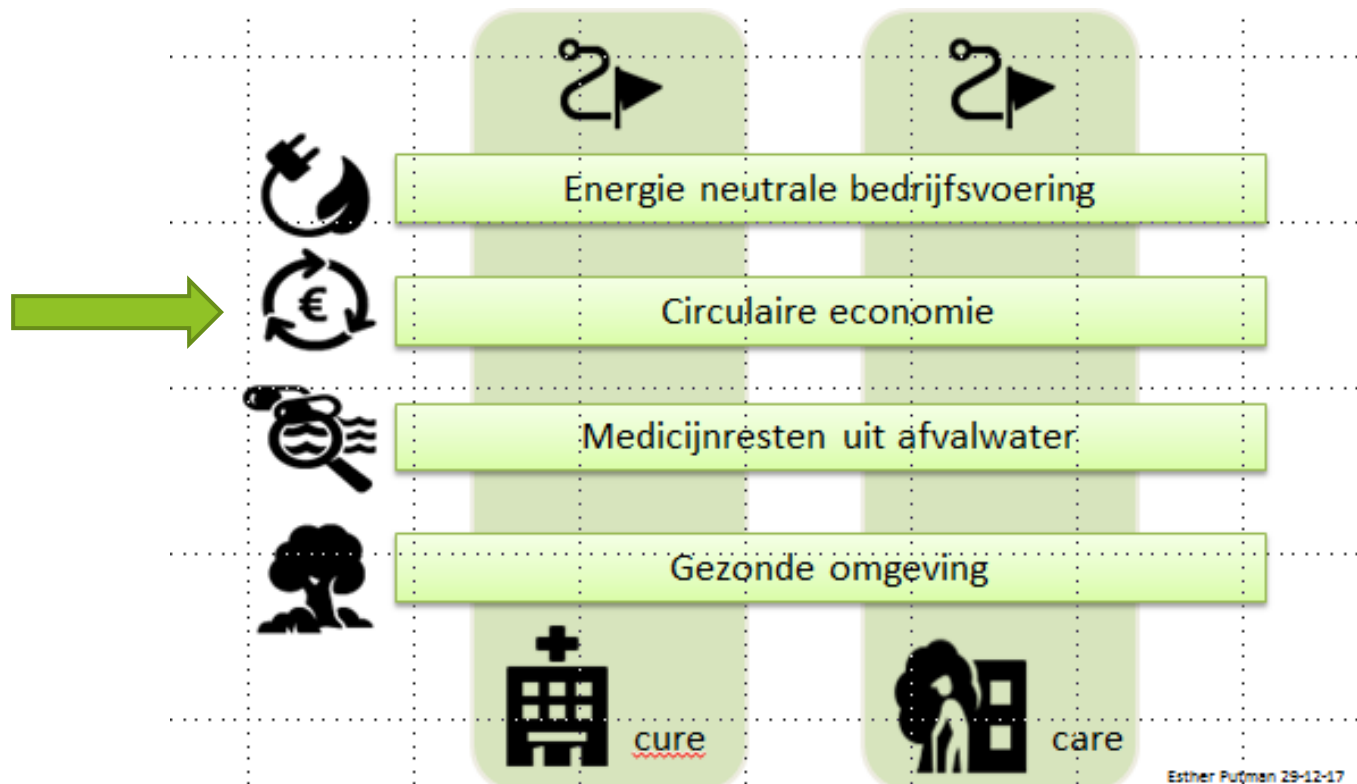 Energie neutrale bedrijfsvoering
€
Circulaire economie
Medicijnresten uit afvalwater
Gezonde omgeving
cure
care
Esther Putman 29-12-17